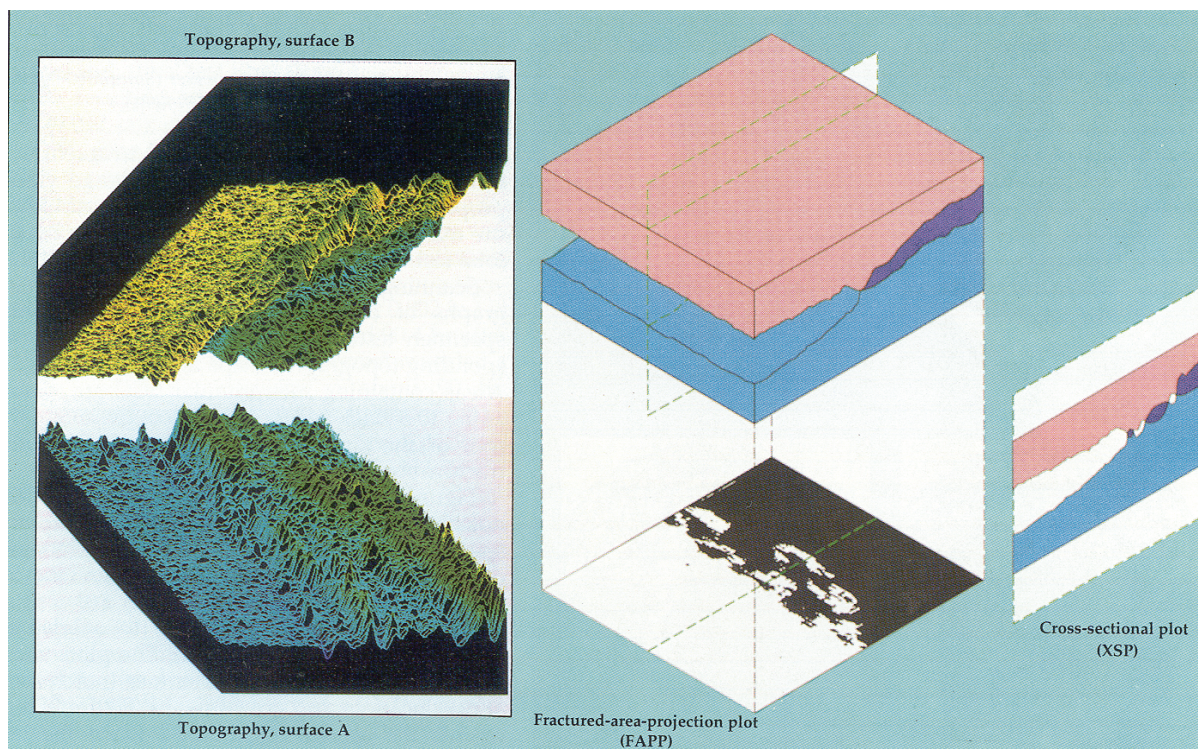 Topography, surface B
Topography, surface A
Fractured-area-projection plot
(FAPP)
Cross-sectional plot
(XSP)